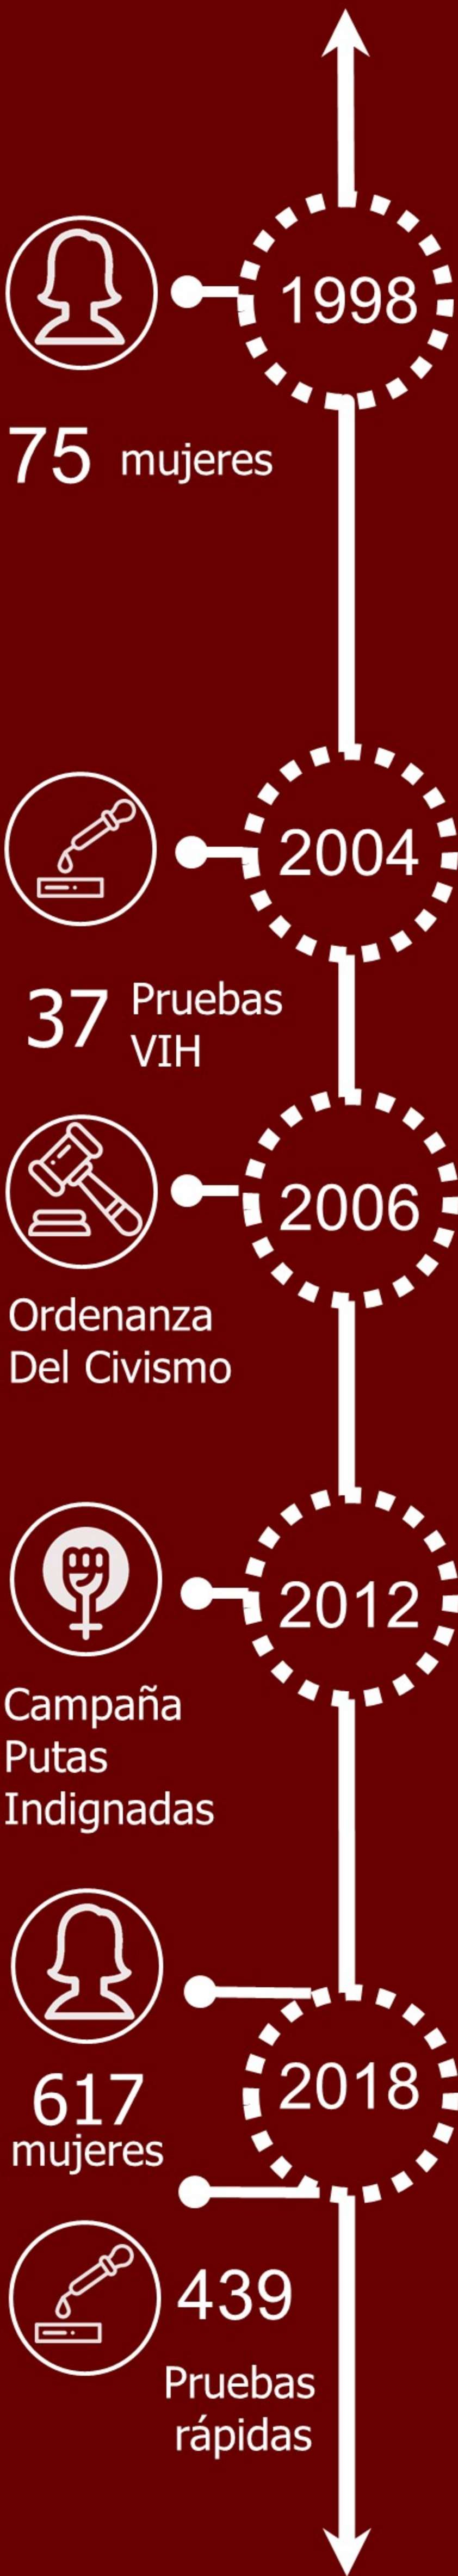 1998
75 mujeres
2004
37 Pruebas
VIH
2006
Ordenanza
Del Civismo
2012
Campaña
Putas
Indignadas
2018
617
mujeres
439
Pruebas
rápidas